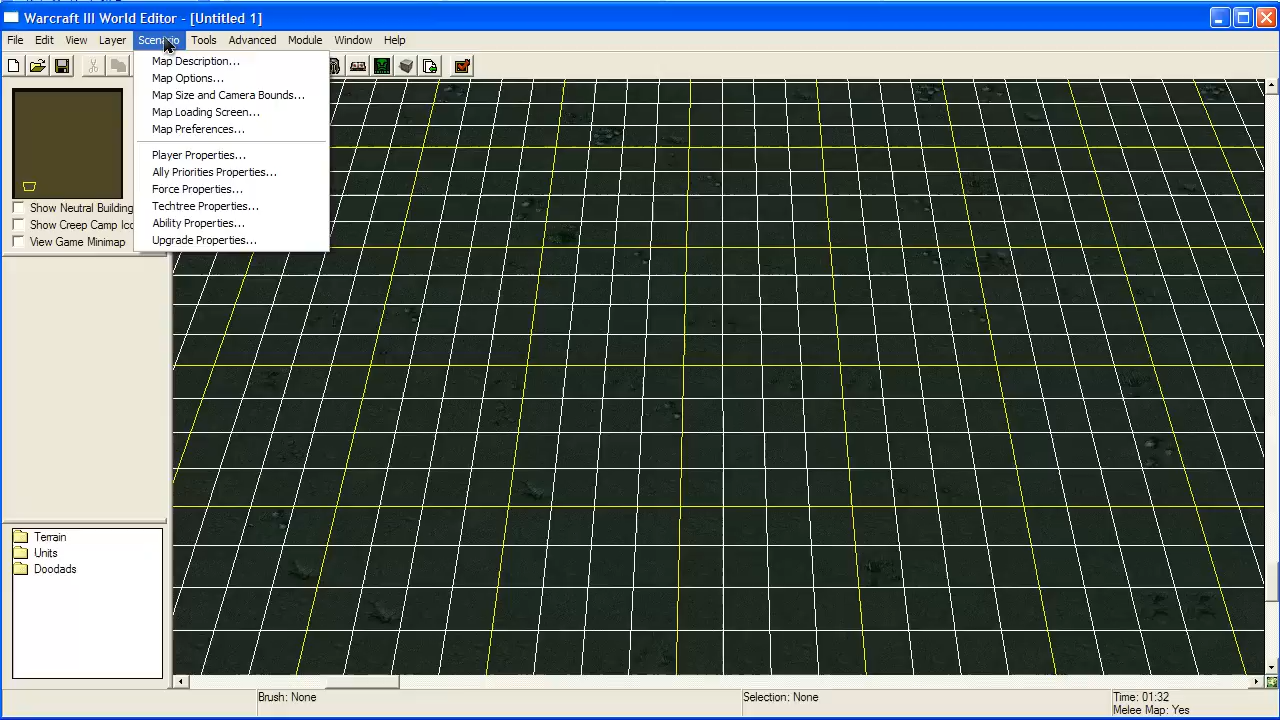 Warcraft III World Editor - [Untitled 1]
File Edit View Layer Scenario Tools Advanced Module Window Help
Map Description...
Map Options...
Map Size and Camera Bounds...
Map Loading Screen...
Map Preferences...
Player Properties...
Ally Priorities Properties...
Force Properties...
Techtree Properties...
Ability Properties...
Upgrade Properties...
Show Neutral Building
Show Creep Camp Ico
View Game Minimap
Terrain
Units
Doodads
Brush: None
Selection: None
Time: 01:32
Melee Map: Yes